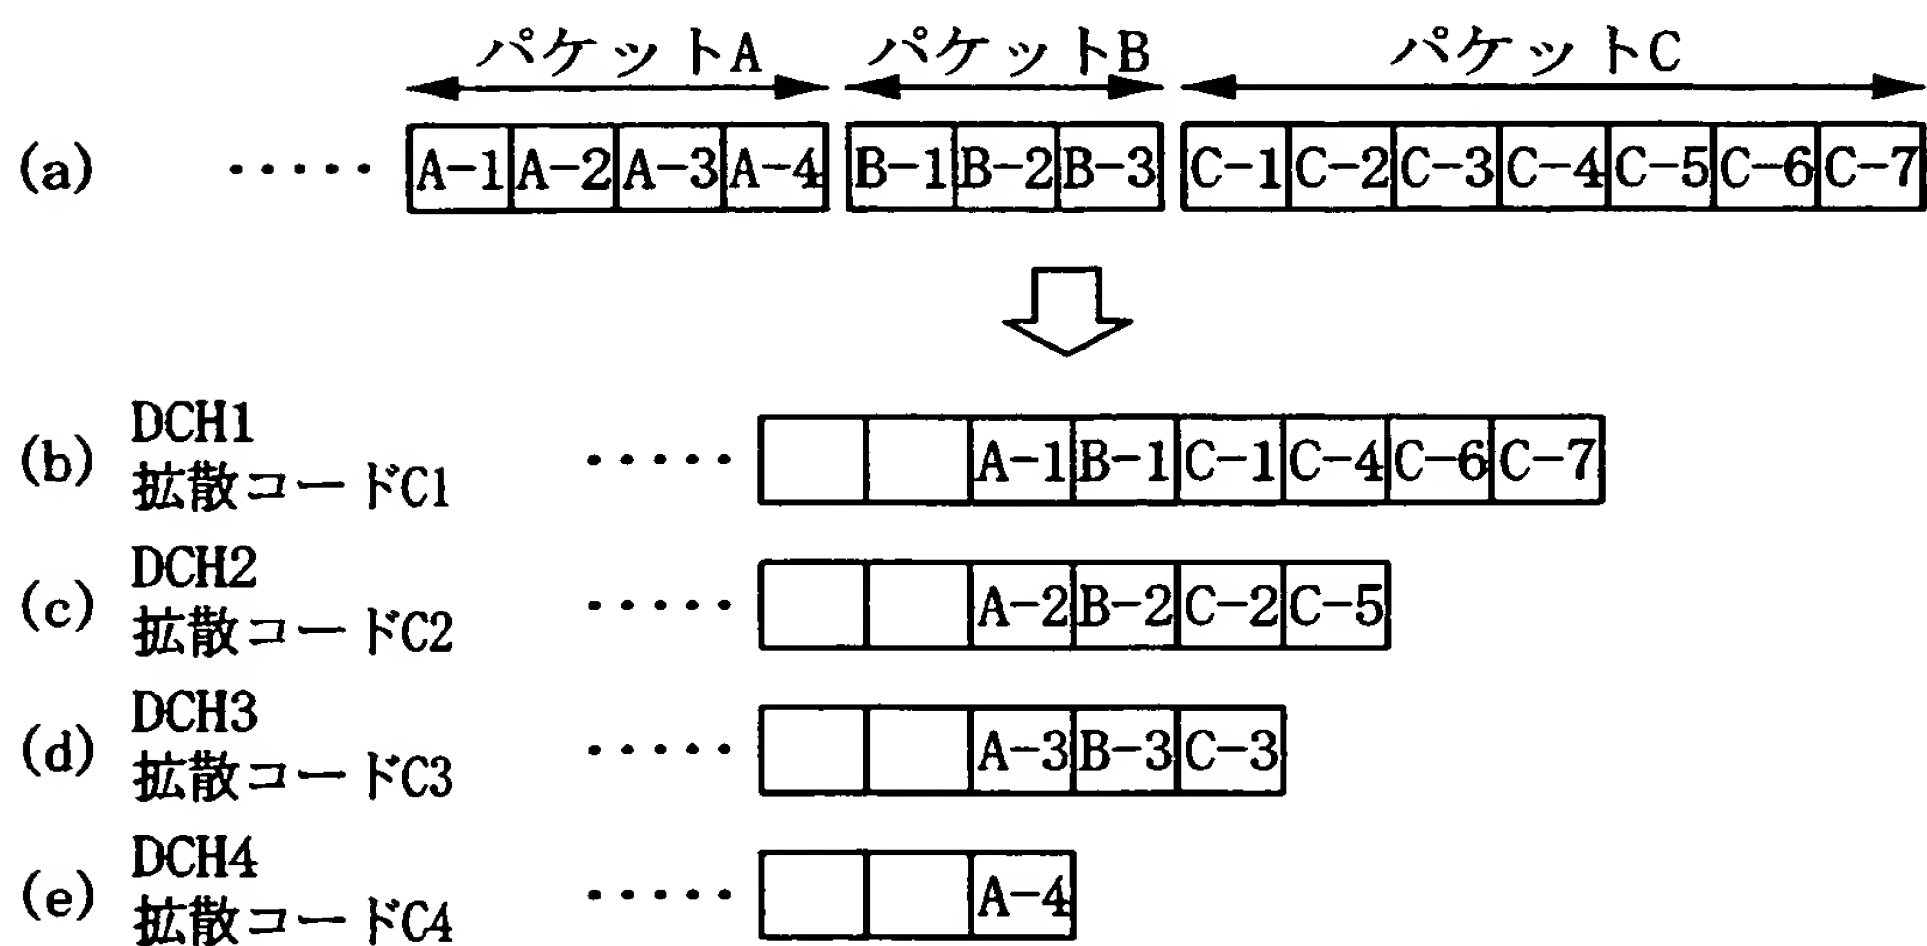 パケットA パケットB パケットC
(a) ・・・・・ A-1 A-2 A-3 A-4 B-1 B-2 B-3 C-1 C-2 C-3 C-4 C-5 C-6 C-7
(b) DCH1
拡散コードC1 ・・・・・ A-1 B-1 C-1 C-4 C-6 C-7
(c) DCH2
拡散コードC2 ・・・・・ A-2 B-2 C-2 C-5
(d) DCH3
拡散コードC3 ・・・・・ A-3 B-3 C-3
(e) DCH4
拡散コードC4 ・・・・・ A-4